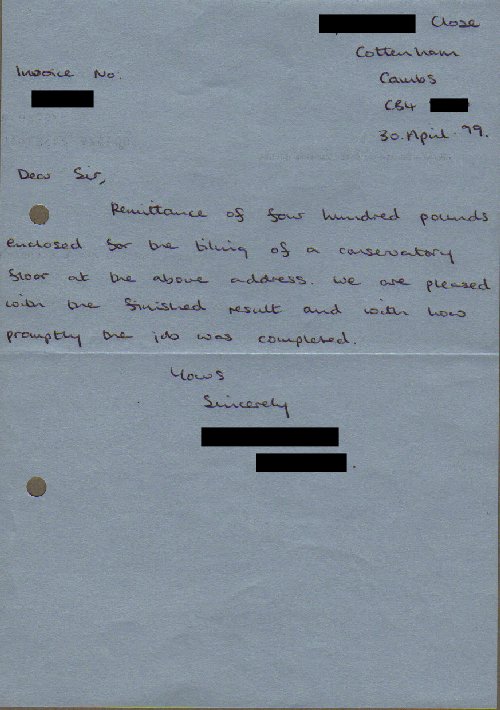 Close
Cottenham
Invoice No.
Cambs
CB4
30.April.99.
Dear Sir,
Remittance of four hundred pounds
enclosed for the tiling of a conservatory
floor at the above address. We are pleased
with the finished result and with how
promptly the job was completed.
Yours
Sincerely